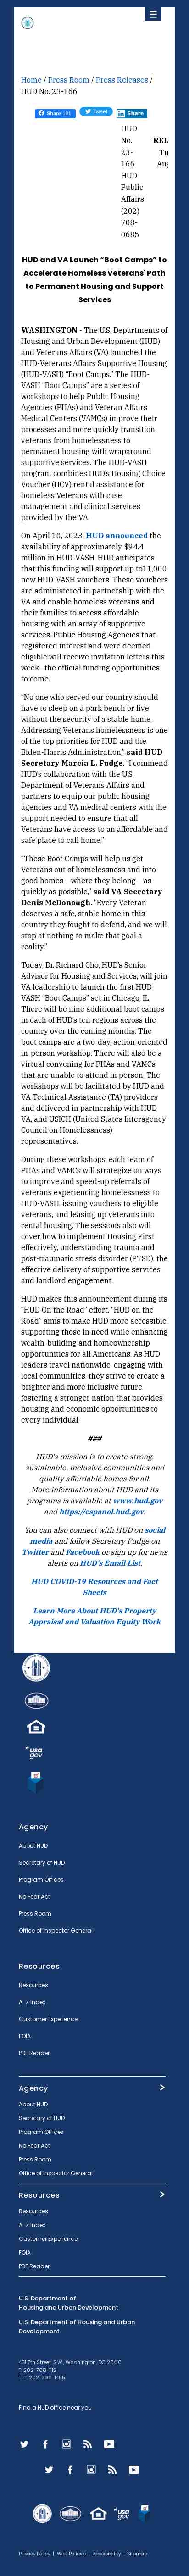 Home / Press Room / Press Releases /
HUD No. 23-166
Share 101
Tweet
Share
HUD
No.
23-
166
HUD
Public
Affairs
(202)
708-
0685
HUD and VA Launch “Boot Camps” to
Accelerate Homeless Veterans' Path
to Permanent Housing and Support
Services
WASHINGTON - The U.S. Departments of
Housing and Urban Development (HUD)
and Veterans Affairs (VA) launched the
HUD-Veterans Affairs Supportive Housing
(HUD-VASH) “Boot Camps.” The HUD-
VASH “Boot Camps” are a series of
workshops to help Public Housing
Agencies (PHAs) and Veteran Affairs
Medical Centers (VAMCs) improve their
processes and more quickly transition
veterans from homelessness to
permanent housing with wraparound
supportive services. The HUD-VASH
program combines HUD’s Housing Choice
Voucher (HCV) rental assistance for
homeless Veterans with case
management and clinical services
provided by the VA.
On April 10, 2023, HUD announced the
availability of approximately $94.4
million in HUD-VASH. HUD anticipates
that this funding will support up to11,000
HUD-VASH vouchers. These vouchers are
administered in partnership with the VA
and enable homeless veterans and
their families to access affordable
housing with an array of supportive
services. Public Housing Agencies that
registered interest and were deemed
eligible will receive invitation letters this
week—the official funding opportunities
to come.
“No one who served our country should
have to sleep on a park bench or live
without the supports they need.
Addressing Veteran homelessness one of
the top priorities for HUD and the
Biden-Harris Administration,” said HUD
Secretary Marcia L. Fudge. “I commend
HUD’s collaboration with the U.S.
Department of Veterans Affairs and
partners to equip our public housing
agencies and VA medical centers with the
support needed to ensure that all
Veterans have access to an affordable and
safe place to call home.”
“These Boot Camps will help us get
Veterans out of homelessness and into
good homes – where they belong – as
quickly as possible,” said VA Secretary
Denis McDonough. “Every Veteran
deserves a safe, stable home in this
country they've fought to defend, and we
won’t stop until we make that goal a
reality.”
Today, Dr. Richard Cho, HUD’s Senior
Advisor for Housing and Services, will join
VA leadership to launch the first HUD-
VASH “Boot Camps” set in Chicago, IL.
There will be nine additional boot camps
in each of HUD’s ten regions across the
country over the coming months. The
boot camps are a two-day, action-oriented
in-person workshop. There will also be a
virtual convening for PHAs and VAMCs
that are unable to attend in person. These
workshops will be facilitated by HUD and
VA Technical Assistance (TA) providers
and delivered in partnership with HUD,
VA, and USICH (United States Interagency
Council on Homelessness)
representatives.
During these workshops, each team of
PHAs and VAMCs will strategize on ways
to improve and speed-up referrals of
veterans experiencing homelessness to
HUD-VASH, issuing vouchers to eligible
veterans, and leasing up veterans into
rental housing. The sessions will also
cover how to implement Housing First
effectively, understanding trauma and
post-traumatic stress disorder (PTSD), the
effective delivery of supportive services,
and landlord engagement.
HUD makes this announcement during its
“HUD On the Road” effort. “HUD on the
Road” aims to make HUD more accessible,
supporting those in need and enhancing
wealth-building and homeownership
opportunities for all Americans. As HUD
travels all over America, they strive to
create a nation where everyone can take
a bold leap and a more inclusive future,
fostering a stronger economic prosperity
to every individual.
###
HUD's mission is to create strong,
sustainable, inclusive communities and
quality affordable homes for all.
More information about HUD and its
programs is available at www.hud.gov
and https://espanol.hud.gov.
You can also connect with HUD on social
media and follow Secretary Fudge on
Twitter and Facebook or sign up for news
alerts on HUD's Email List.
HUD COVID-19 Resources and Fact
Sheets
Learn More About HUD's Property
Appraisal and Valuation Equity Work
usa
gov
Agency
About HUD
Secretary of HUD
Program Offices
No Fear Act
Press Room
Office of Inspector General
Resources
Resources
A-Z Index
Customer Experience
FOIA
PDF Reader
Agency
About HUD
Secretary of HUD
Program Offices
No Fear Act
Press Room
Office of Inspector General
Resources
Resources
A-Z Index
Customer Experience
FOIA
PDF Reader
U.S. Department of
Housing and Urban Development
U.S. Department of Housing and Urban
Development
451 7th Street, S.W., Washington, DC 20410
T: 202-708-1112
TTY: 202-708-1455
Find a HUD office near you
usa
gov
Privacy Policy | Web Policies | Accessibility | Sitemap